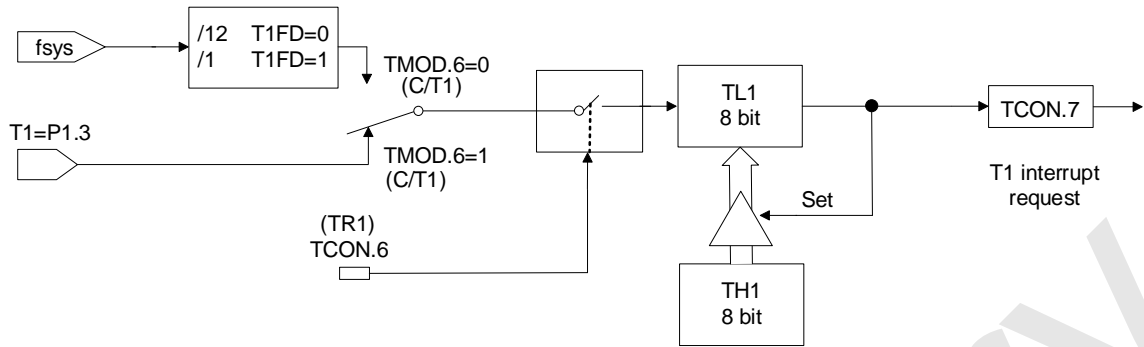 fsys
/12 T1FD=0
/1 T1FD=1
TMOD.6=0
(C/T1)
T1=P1.3
TMOD.6=1
(C/T1)
(TR1)
TCON.6
TL1
8 bit
Set
TH1
8 bit
TCON.7
T1 interrupt
request